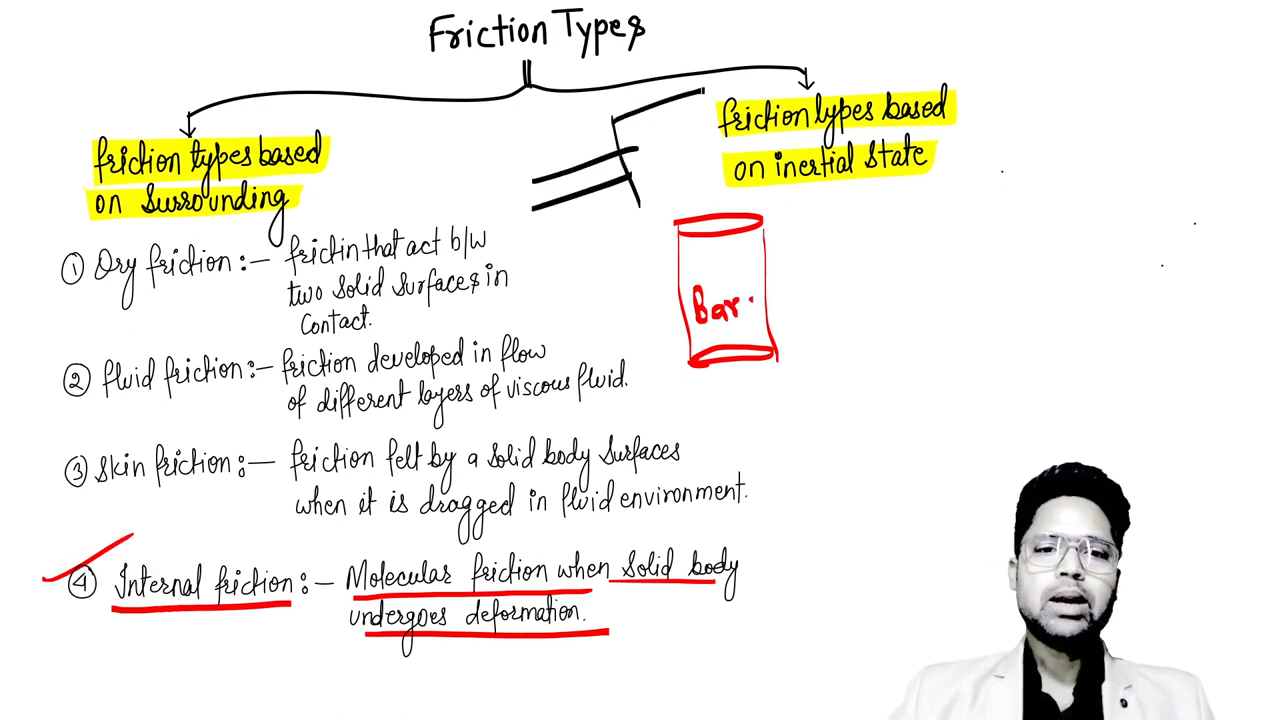 Friction Types
friction types based
on Surrounding
friction types based
on inertial State
① Dry friction :— frictin that act b/w
two Solid Surfaces in
Contact.
② fluid friction :— friction developed in flow
of different layers of viscous fluid.
③ Skin friction :— friction felt by a solid body Surfaces
when it is dragged in fluid environment.
④ Internal friction :— Molecular friction when Solid body
undergoes deformation.
Bar.